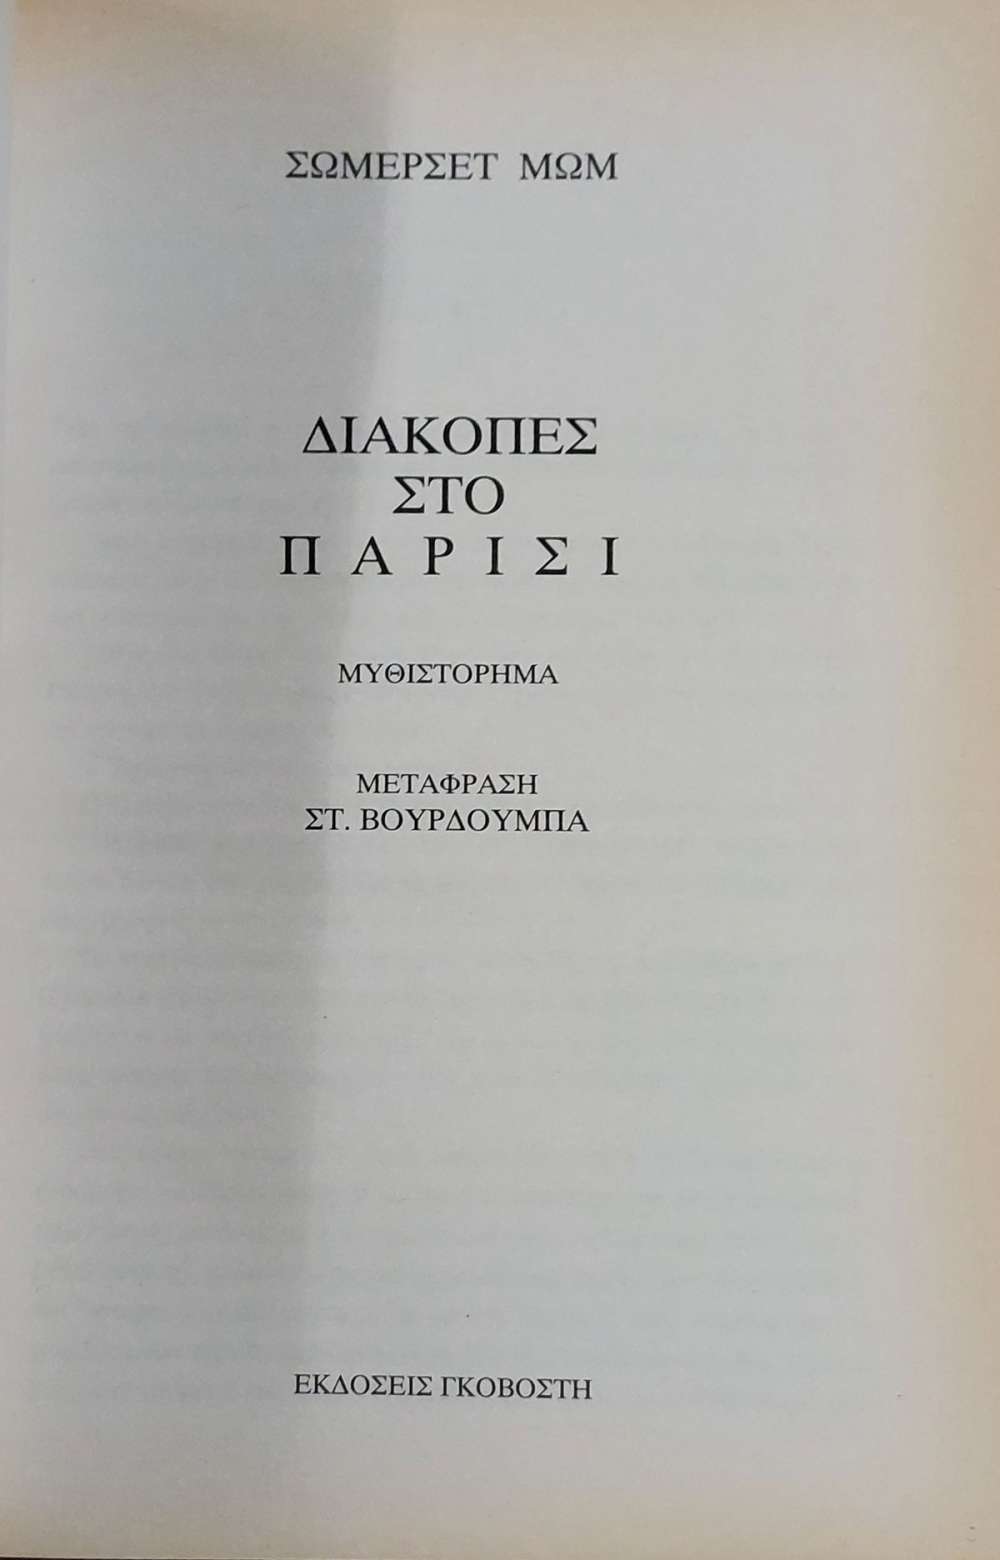 ΣΩΜΕΡΣΕΤ ΜΩΜ
ΔΙΑΚΟΠΕΣ
ΣΤΟ
ΠΑΡΙΣΙ
ΜΥΘΙΣΤΟΡΗΜΑ
ΜΕΤΑΦΡΑΣΗ
ΣΤ. ΒΟΥΡΔΟΥΜΠΑ
ΕΚΔΟΣΕΙΣ ΓΚΟΒΟΣΤΗ